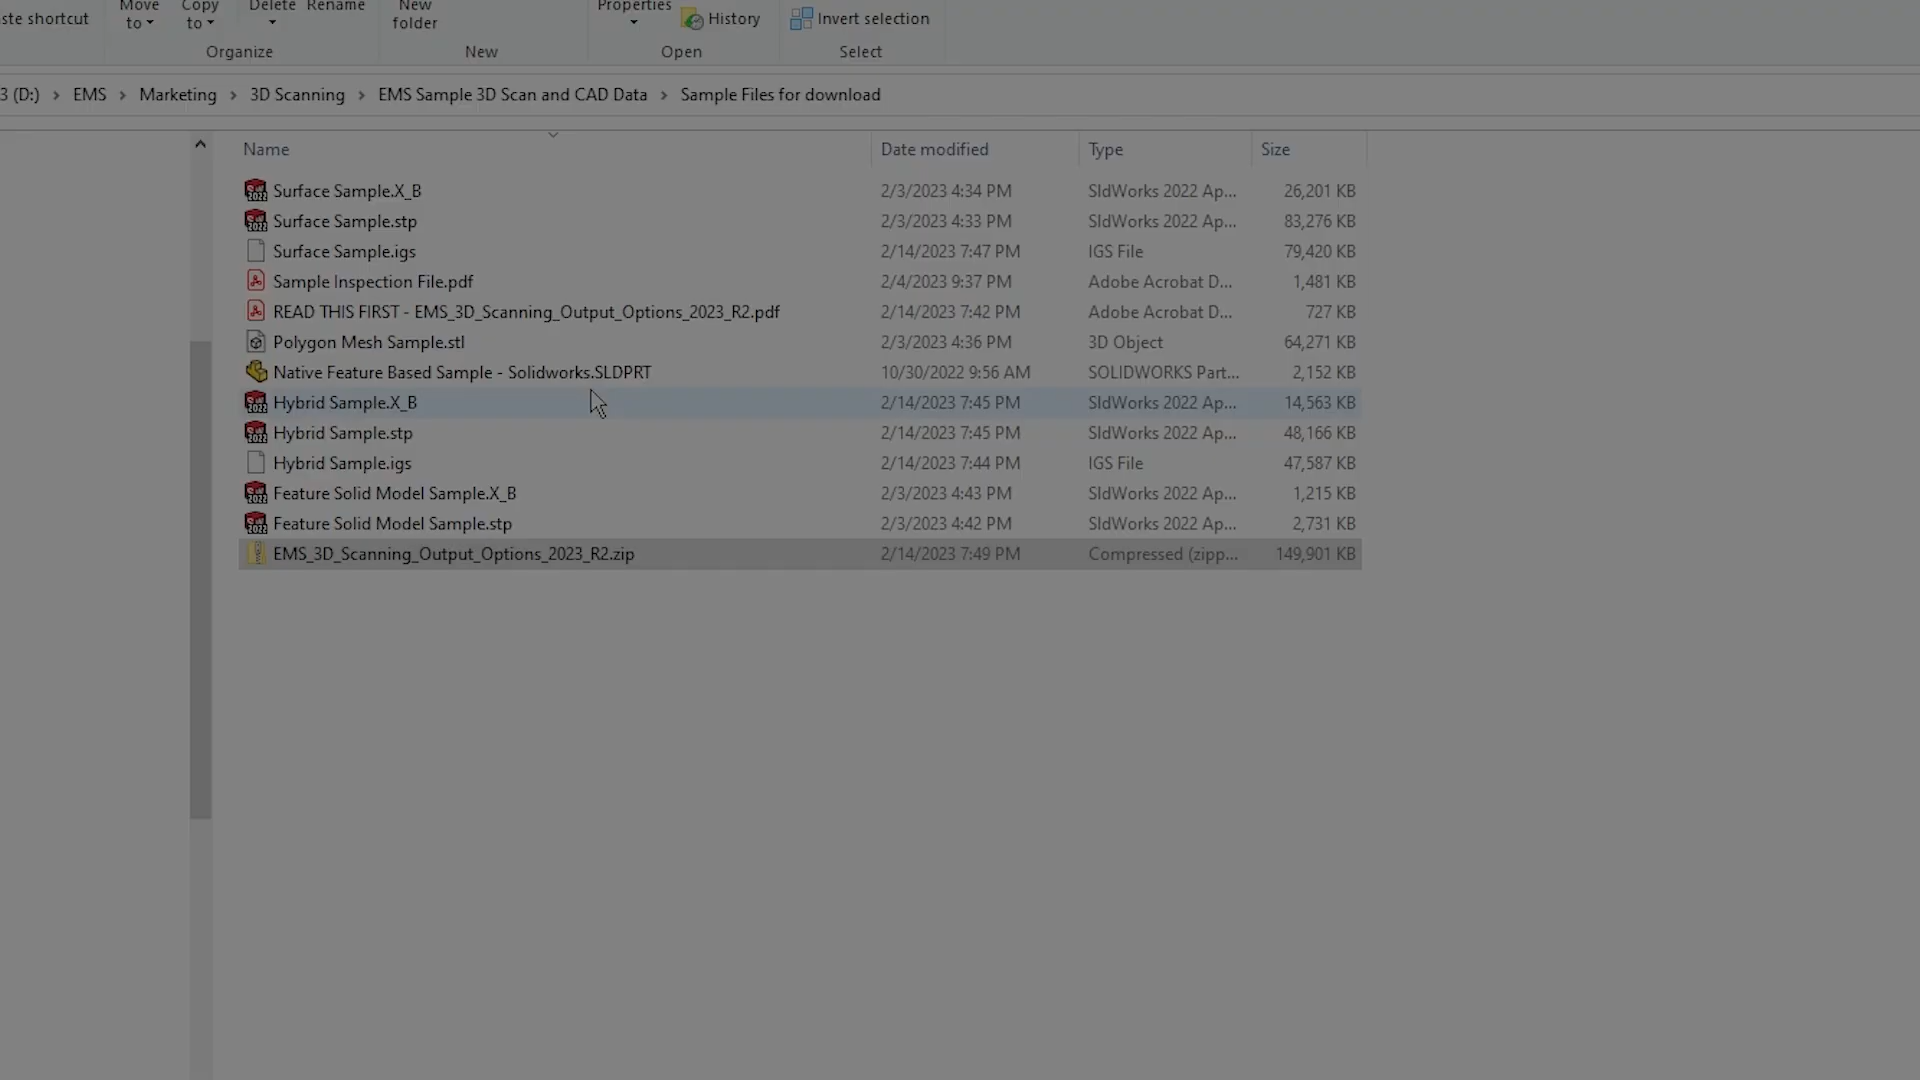 ste shortcut Move to Copy to Delete Rename New folder Properties History Invert selection
Organize New Open Select
3 (D:) > EMS > Marketing > 3D Scanning > EMS Sample 3D Scan and CAD Data > Sample Files for download
Name Date modified Type Size
Surface Sample.X_B 2/3/2023 4:34 PM SldWorks 2022 Ap... 26,201 KB
Surface Sample.stp 2/3/2023 4:33 PM SldWorks 2022 Ap... 83,276 KB
Surface Sample.igs 2/14/2023 7:47 PM IGS File 79,420 KB
Sample Inspection File.pdf 2/4/2023 9:37 PM Adobe Acrobat D... 1,481 KB
READ THIS FIRST - EMS_3D_Scanning_Output_Options_2023_R2.pdf 2/14/2023 7:42 PM Adobe Acrobat D... 727 KB
Polygon Mesh Sample.stl 2/3/2023 4:36 PM 3D Object 64,271 KB
Native Feature Based Sample - Solidworks.SLDPRT 10/30/2022 9:56 AM SOLIDWORKS Part... 2,152 KB
Hybrid Sample.X_B 2/14/2023 7:45 PM SldWorks 2022 Ap... 14,563 KB
Hybrid Sample.stp 2/14/2023 7:45 PM SldWorks 2022 Ap... 48,166 KB
Hybrid Sample.igs 2/14/2023 7:44 PM IGS File 47,587 KB
Feature Solid Model Sample.X_B 2/3/2023 4:43 PM SldWorks 2022 Ap... 1,215 KB
Feature Solid Model Sample.stp 2/3/2023 4:42 PM SldWorks 2022 Ap... 2,731 KB
EMS_3D_Scanning_Output_Options_2023_R2.zip 2/14/2023 7:49 PM Compressed (zipp... 149,901 KB